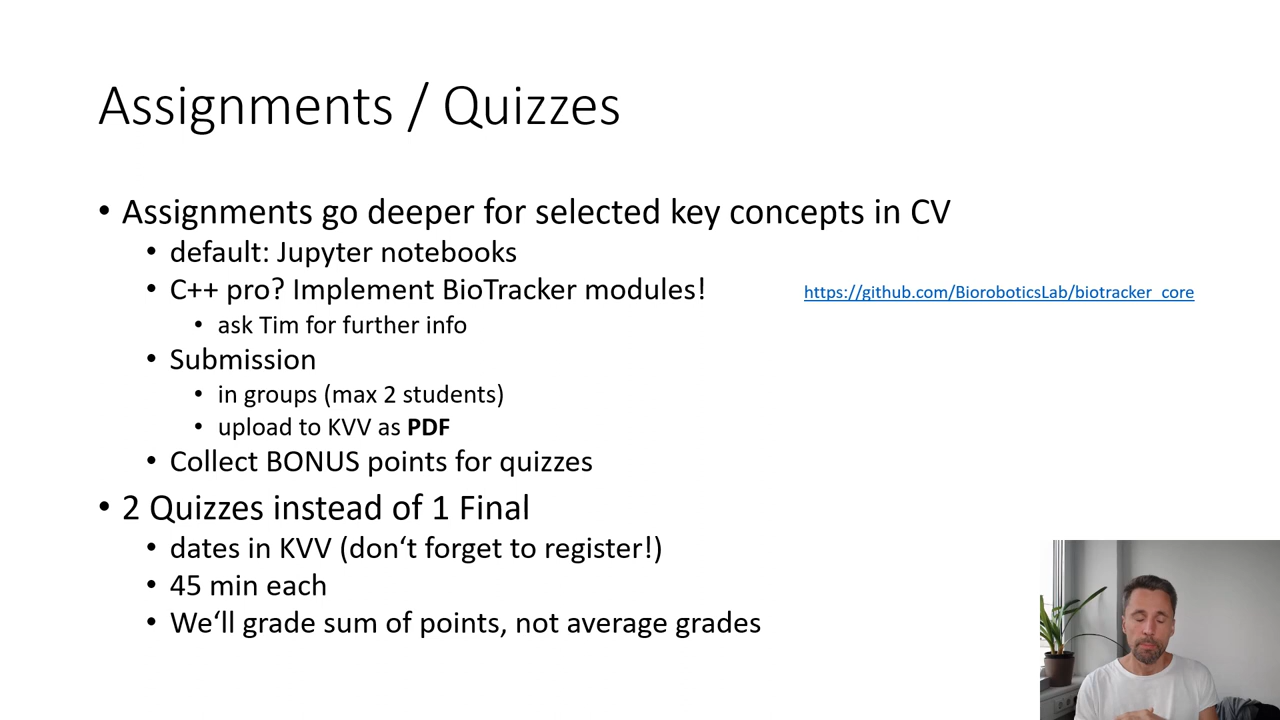 Assignments / Quizzes
• Assignments go deeper for selected key concepts in CV
• default: Jupyter notebooks
• C++ pro? Implement BioTracker modules! https://github.com/BioroboticsLab/biotracker_core
• ask Tim for further info
• Submission
• in groups (max 2 students)
• upload to KVV as PDF
• Collect BONUS points for quizzes
• 2 Quizzes instead of 1 Final
• dates in KVV (don‘t forget to register!)
• 45 min each
• We‘ll grade sum of points, not average grades